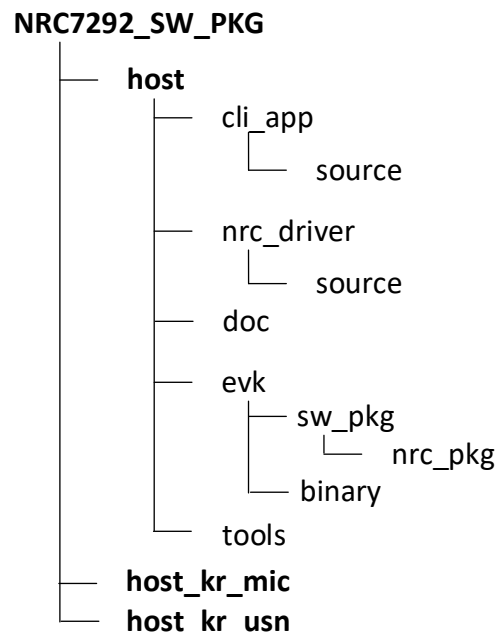 NRC7292_SW_PKG
host
cli_app
source
nrc_driver
source
doc
evk
sw_pkg
nrc_pkg
binary
tools
host_kr_mic
host_kr_usn